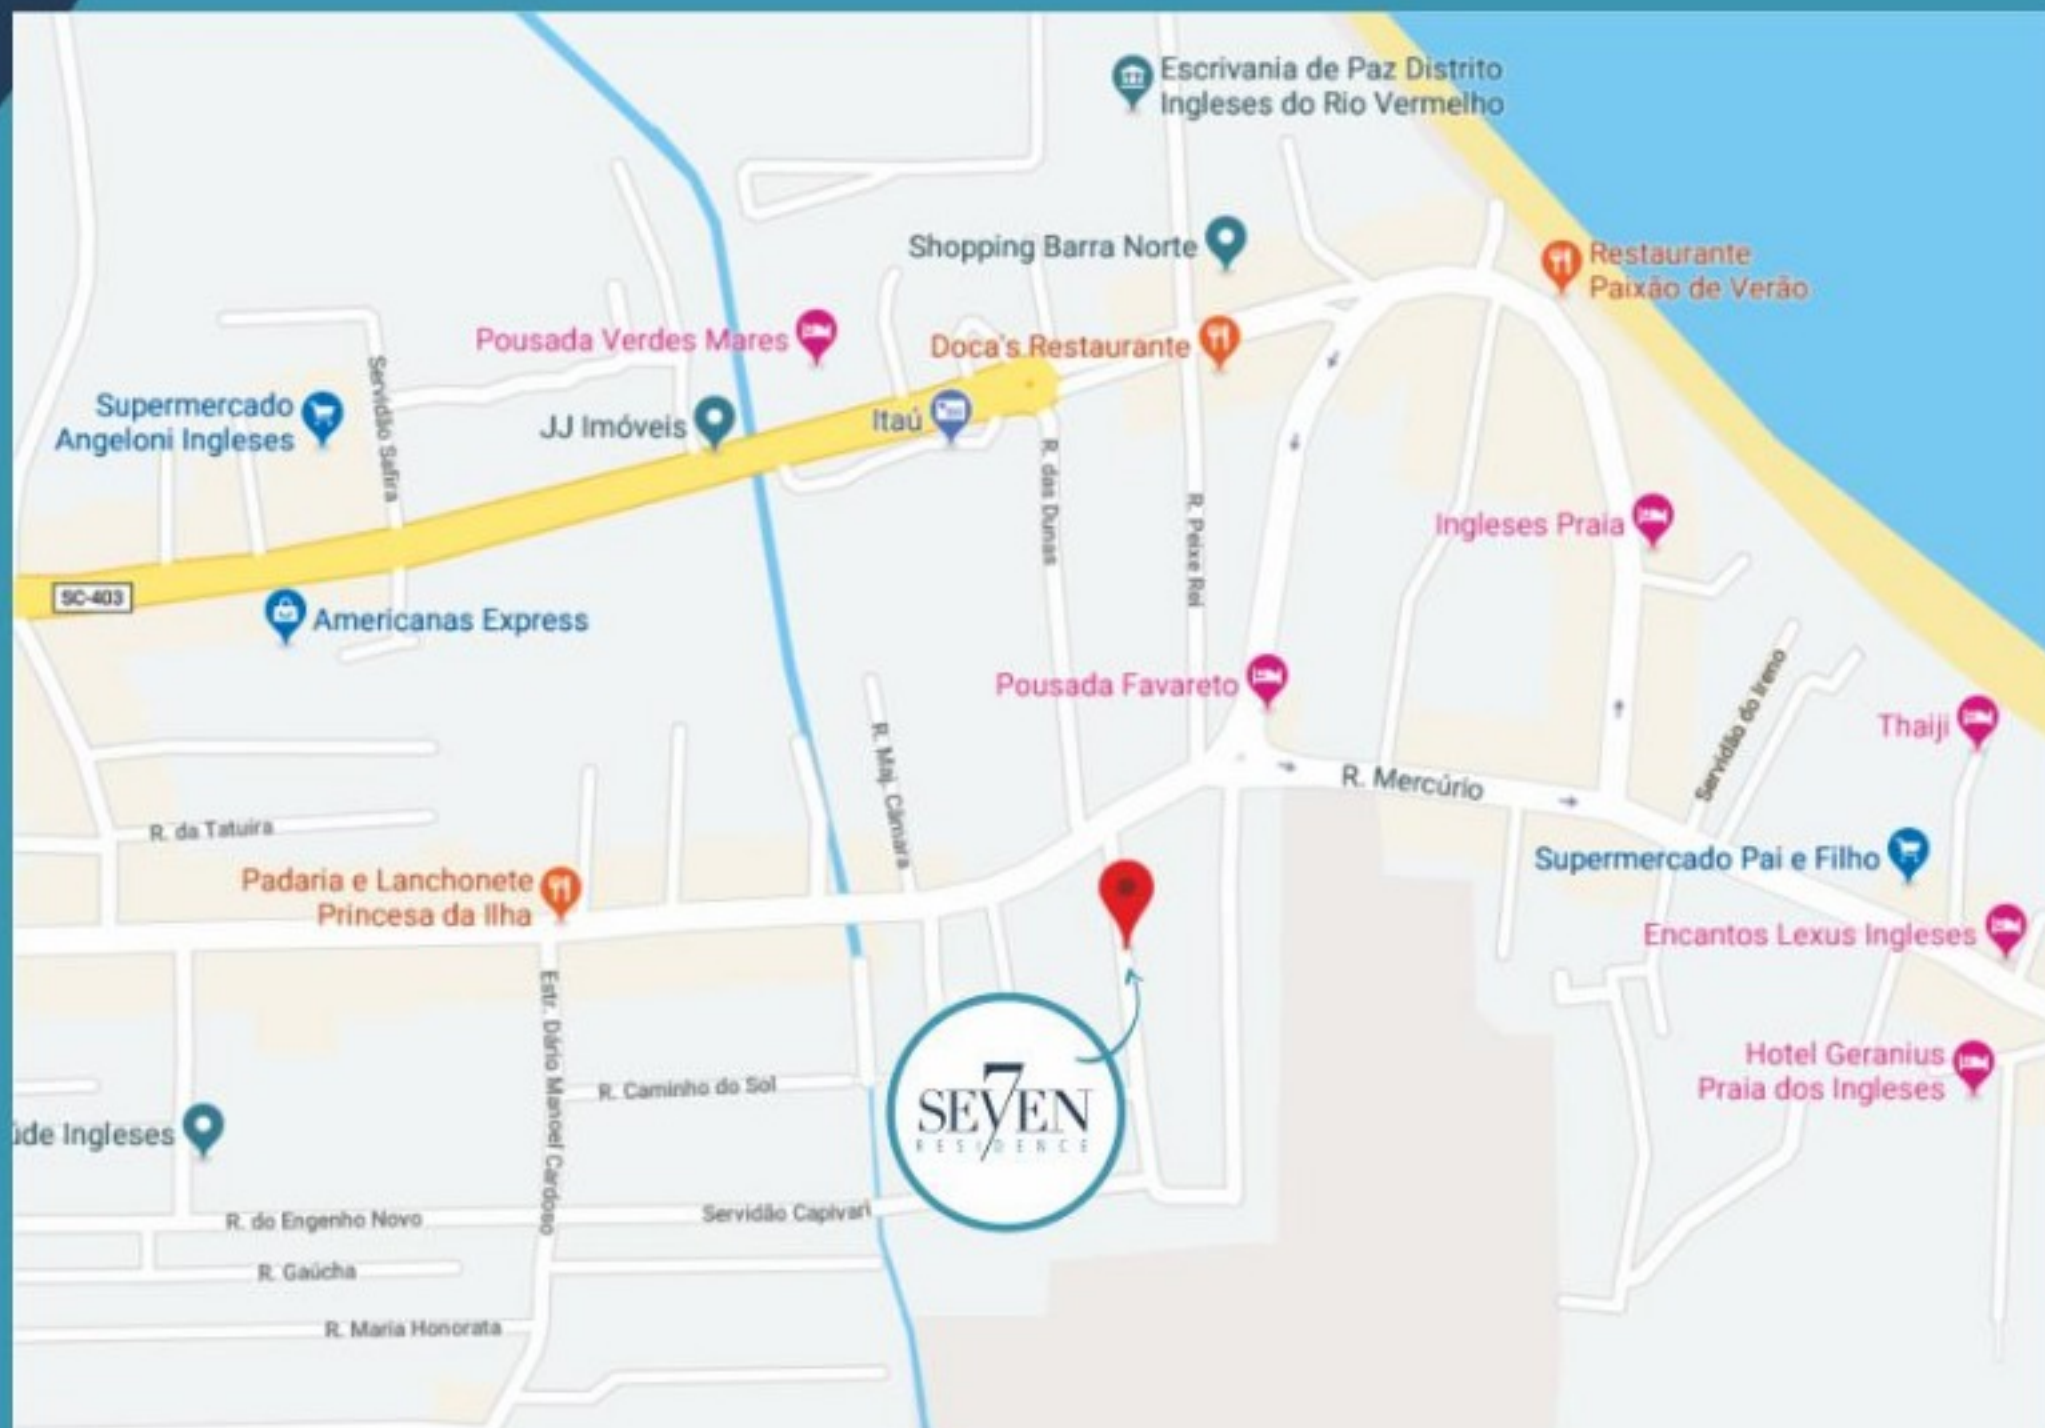 Escrivania de Paz Distrito
Ingleses do Rio Vermelho
Shopping Barra Norte
Restaurante
Paixão de Verão
Pousada Verdes Mares
Doca's Restaurante
Servidão Safira
Supermercado
Angeloni Ingleses
JJ Imóveis
Itaú
R. das Dunas
R. Peixe Rei
Ingleses Praia
SC-403
Americanas Express
Pousada Favareto
Servidão do Ireno
Thaiji
R. Maj. Câmara
R. Mercúrio
R. da Tatuira
Supermercado Pai e Filho
Padaria e Lanchonete
Princesa da Ilha
Encantos Lexus Ingleses
Estr. Dário Manoel Cardoso
Hotel Geranius
Praia dos Ingleses
R. Caminho do Sol
7
SEVEN
RESIDENCE
úde Ingleses
R. do Engenho Novo
Servidão Capivari
R. Gaúcha
R. Maria Honorata